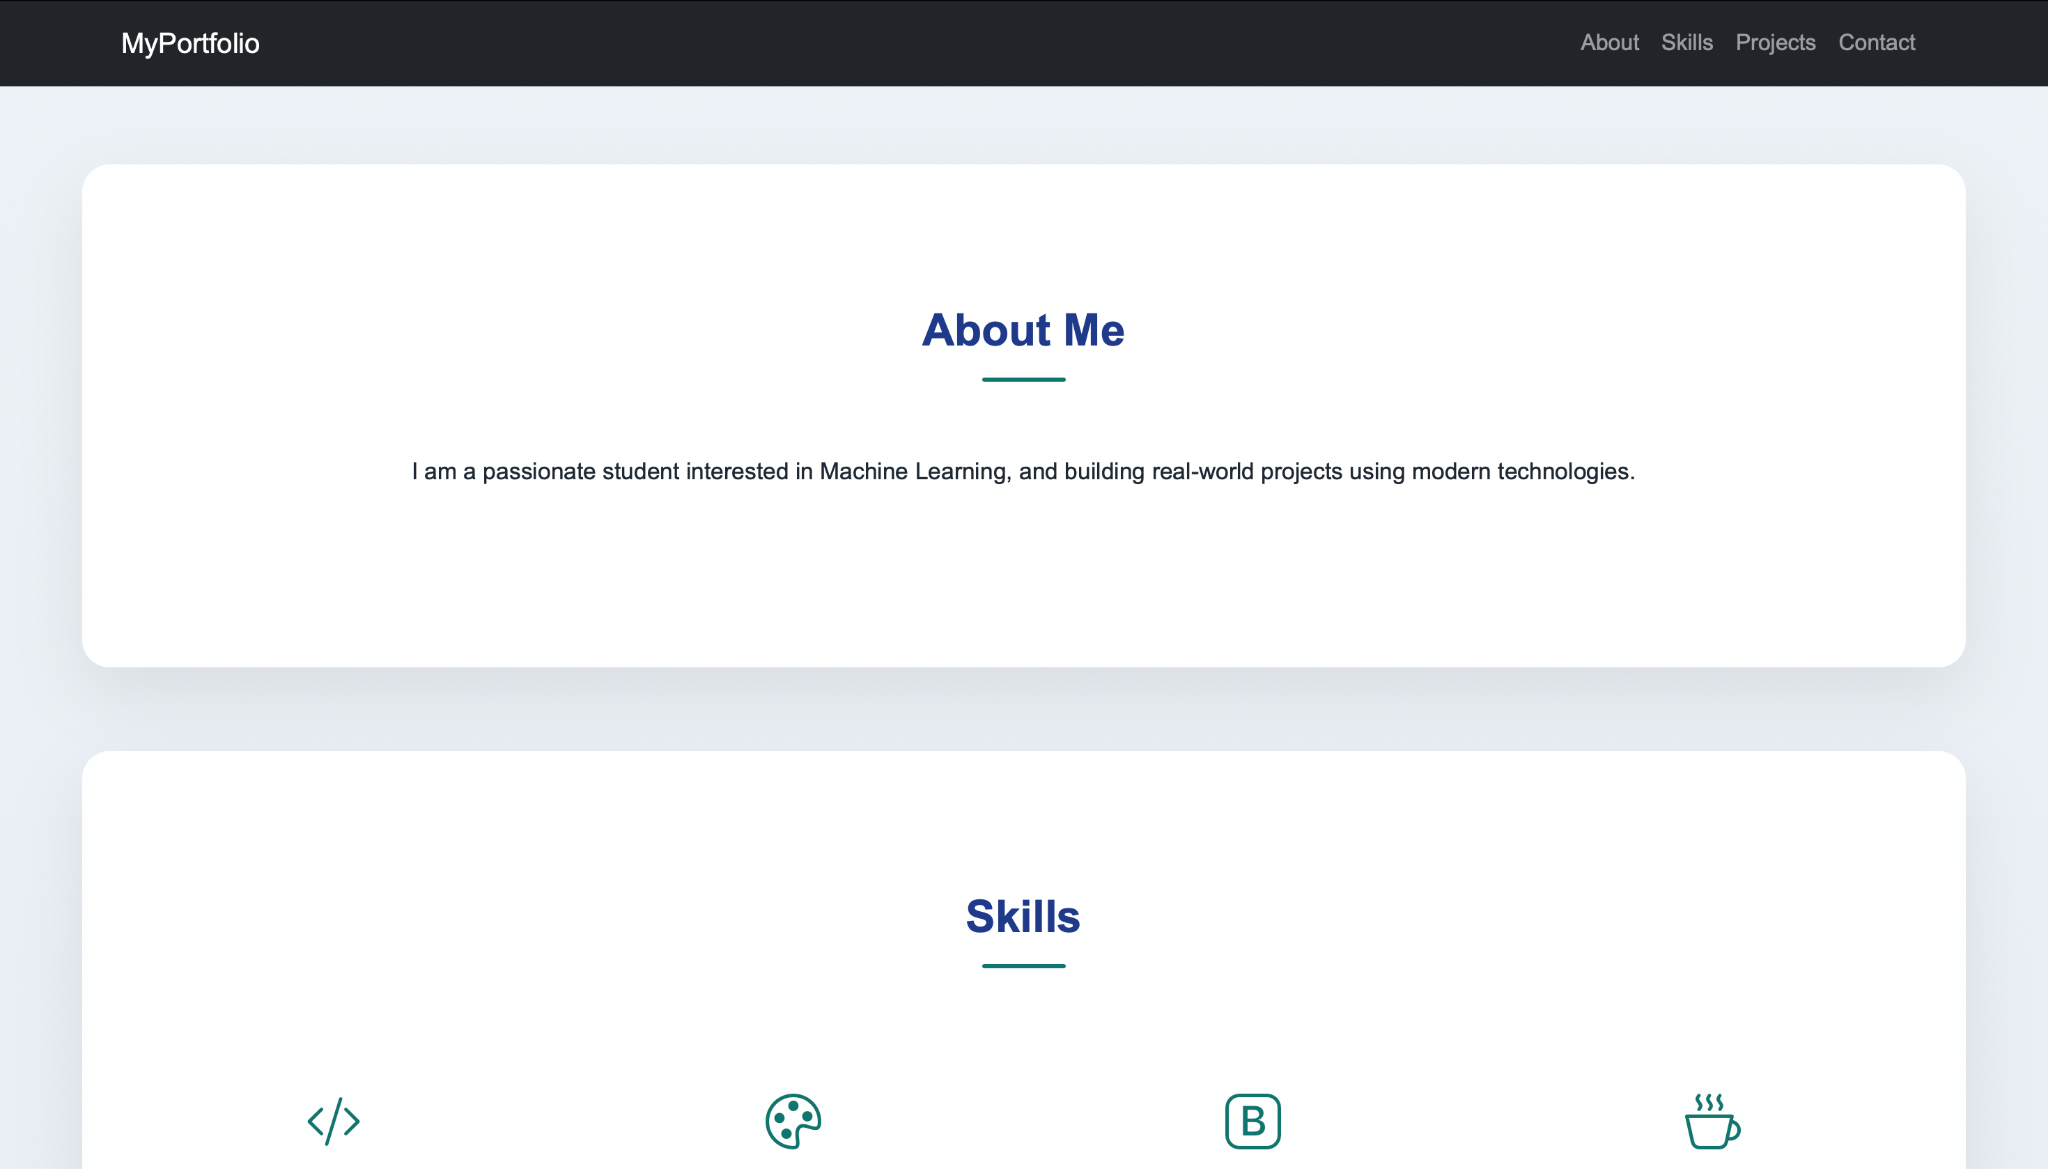 MyPortfolio
About Skills Projects Contact
About Me
I am a passionate student interested in Machine Learning, and building real-world projects using modern technologies.
Skills
B